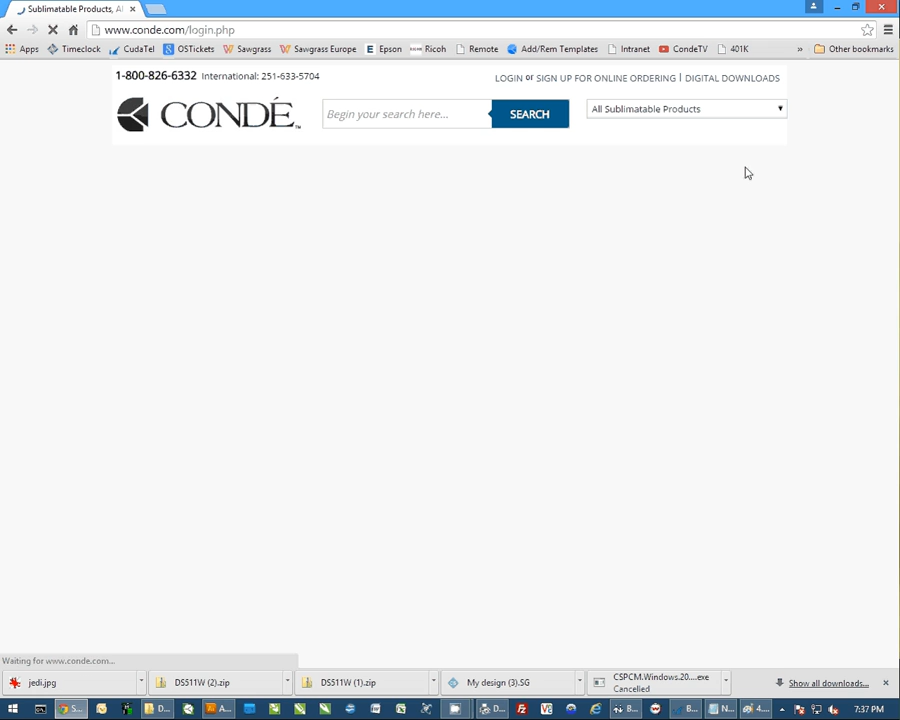 Sublimatable Products, Al
www.conde.com/login.php
Apps Timeclock CudaTel OSTickets Sawgrass Sawgrass Europe Epson Ricoh Remote Add/Rem Templates Intranet CondeTV 401K » Other bookmarks
1-800-826-6332 International: 251-633-5704
LOGIN or SIGN UP FOR ONLINE ORDERING | DIGITAL DOWNLOADS
CONDÉ™
Begin your search here...
SEARCH
All Sublimatable Products
Waiting for www.conde.com...
jedi.jpg
DS511W (2).zip
DS511W (1).zip
My design (3).SG
CSPCM.Windows.20....exe
Cancelled
Show all downloads...
S... D... A... D... B... B... N... 4....
7:37 PM